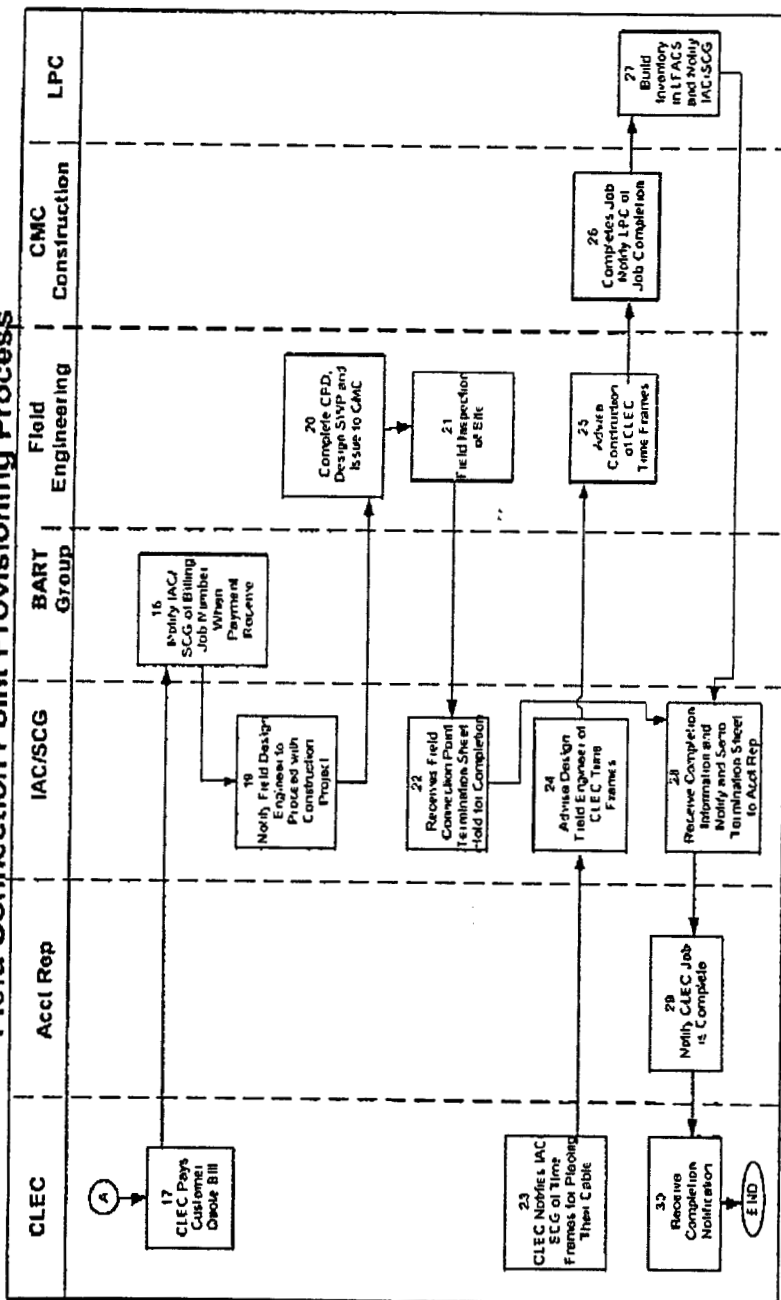 Field Connection Point Provisioning Process
CLEC
Acct Rep
IAC/SCG
BART
Group
Field
Engineering
CMC
Construction
LPC
A
17
CLEC Pays
Customer
Quote Bill
Notify IAC/
SCG of Billing
Job Number
When
Payment
Receive
19
Notify Field Design
Engineer to
Proceed with
Construction
Project
20
Complete CPD,
Design SWP and
Issue to CMC
21
Field Inspection
of Site
22
Receives Field
Connection Point
Termination Sheet
Hold for Completion
23
CLEC Notifies IAC/
SCG of Time
Frames for Placing
Their Cable
24
Advise Design
Field Engineer of
CLEC Time
Frames
25
Advise
Construction
of CLEC
Time Frames
26
Completes Job
Notify LPC of
Job Completion
27
Build
Inventory
in LFACS
and Notify
IAC/SCG
28
Receive Completion
Information and
Notify and Send
Termination Sheet
to Acct Rep
29
Notify CLEC Job
is Complete
30
Receive
Completion
Notification
END